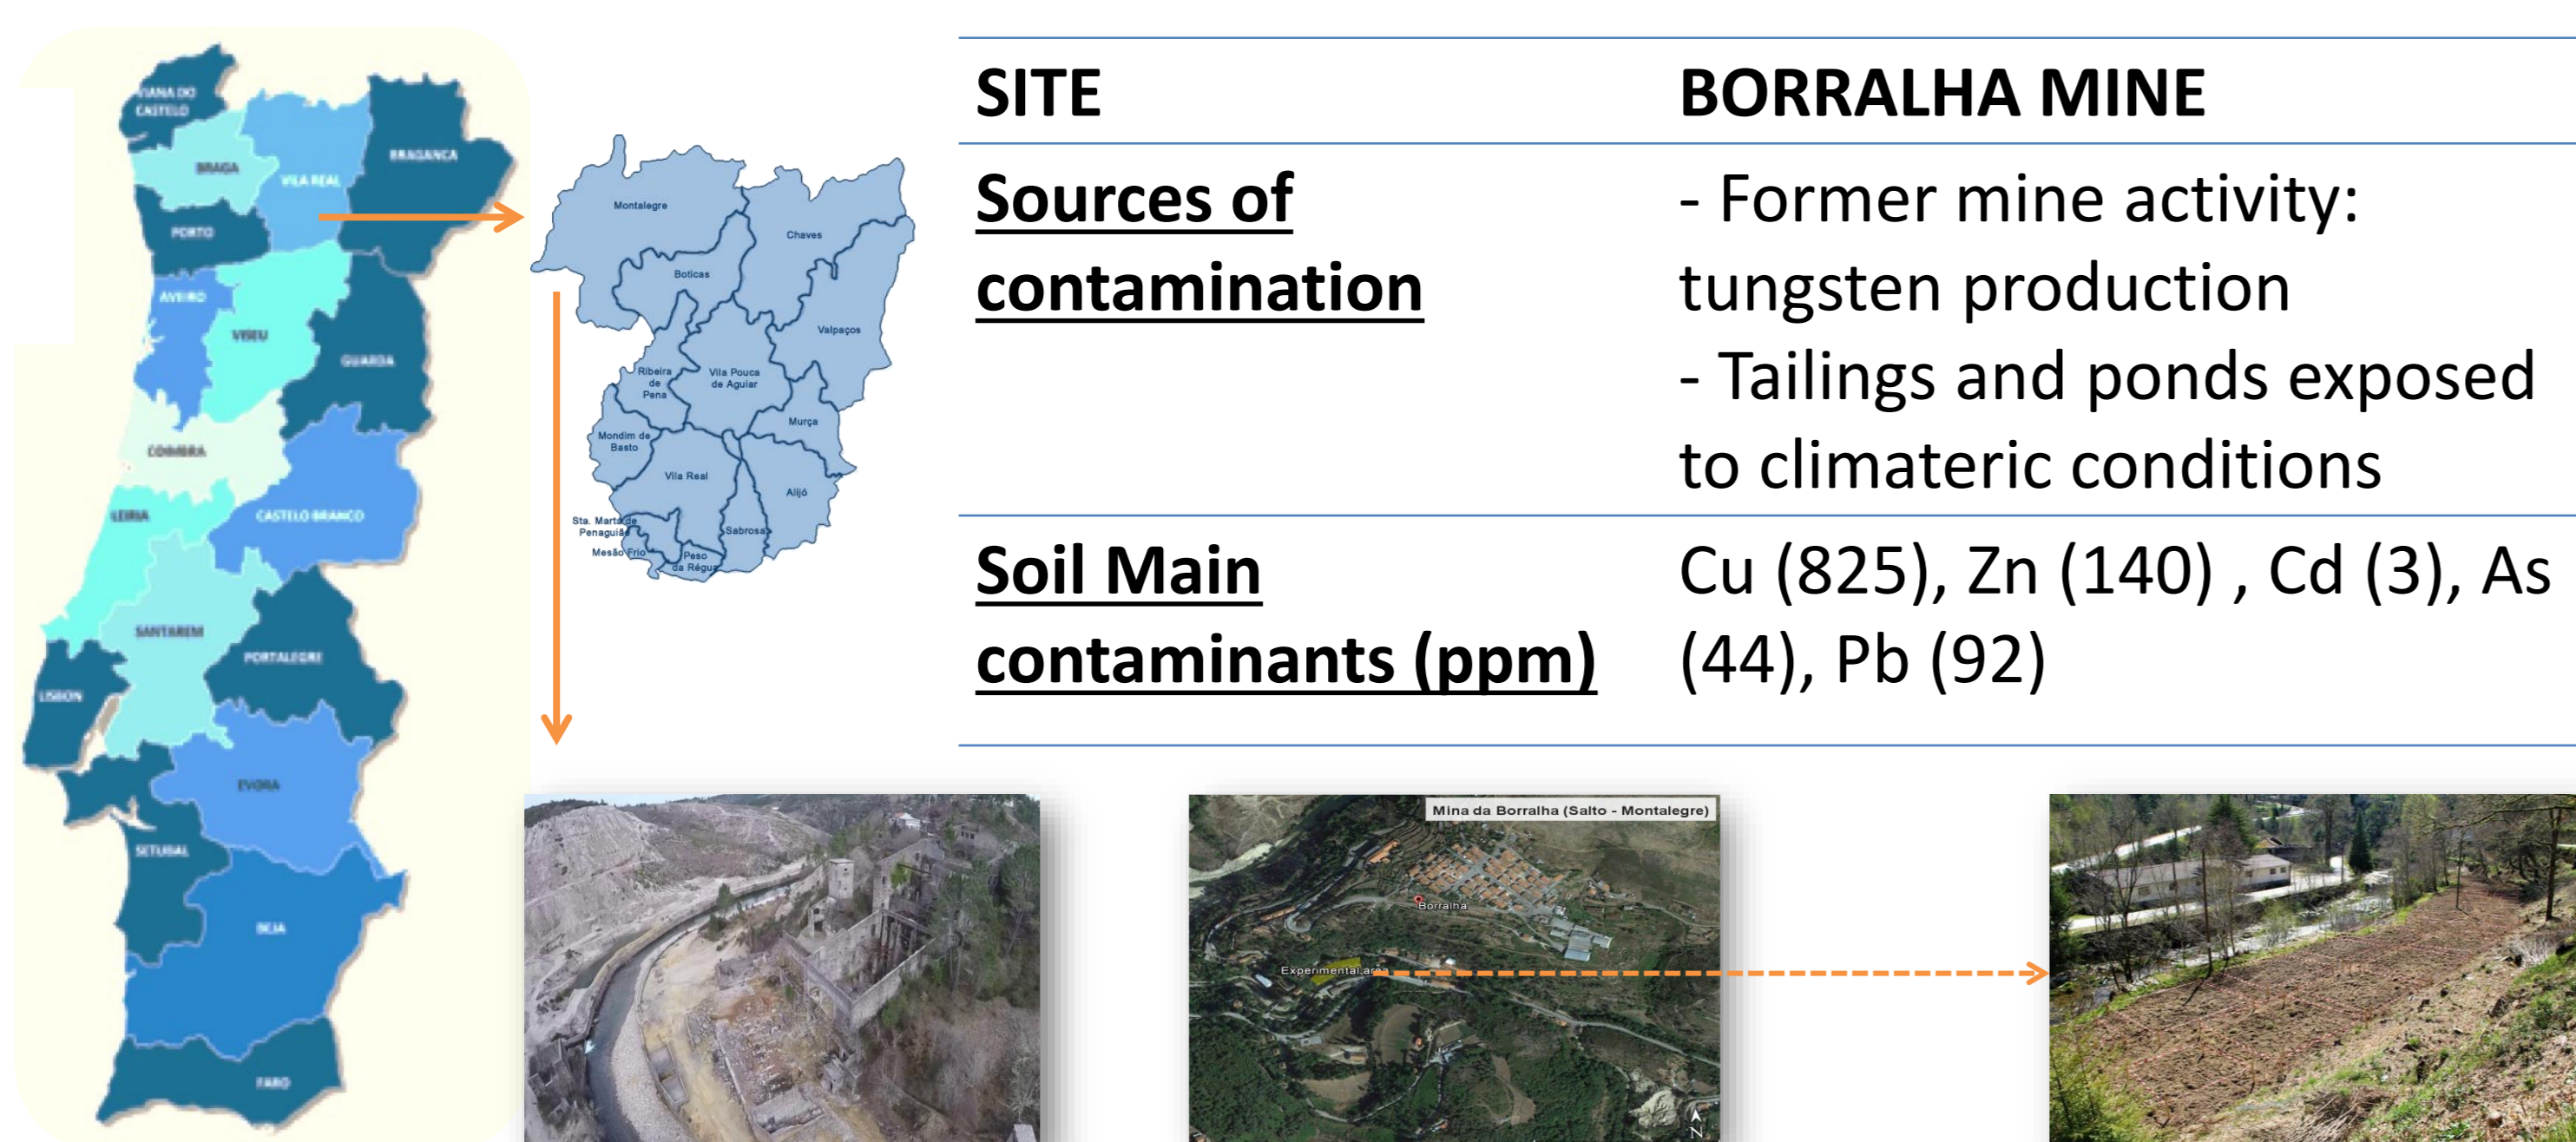 VIANA DO
CASTELO
BRAGA
VILA REAL
BRAGANCA
PORTO
AVEIRO
VISEU
GUARDA
COIMBRA
LEIRIA
CASTELO BRANCO
SANTAREM
PORTALEGRE
LISBON
EVORA
SETUBAL
BEJA
FARO
Montalegre
Chaves
Boticas
Valpaços
Ribeira
de
Pena
Vila Pouca
de Aguiar
Murça
Mondim de
Basto
Vila Real
Alijó
Sta. Marta de
Penaguião
Sabrosa
Mesão Frio
Peso
da Régua
SITE
BORRALHA MINE
Sources of
contamination
- Former mine activity:
tungsten production
- Tailings and ponds exposed
to climateric conditions
Soil Main
contaminants (ppm)
Cu (825), Zn (140) , Cd (3), As
(44), Pb (92)
Mina da Borralha (Salto - Montalegre)
Borralha
Experimental area
N